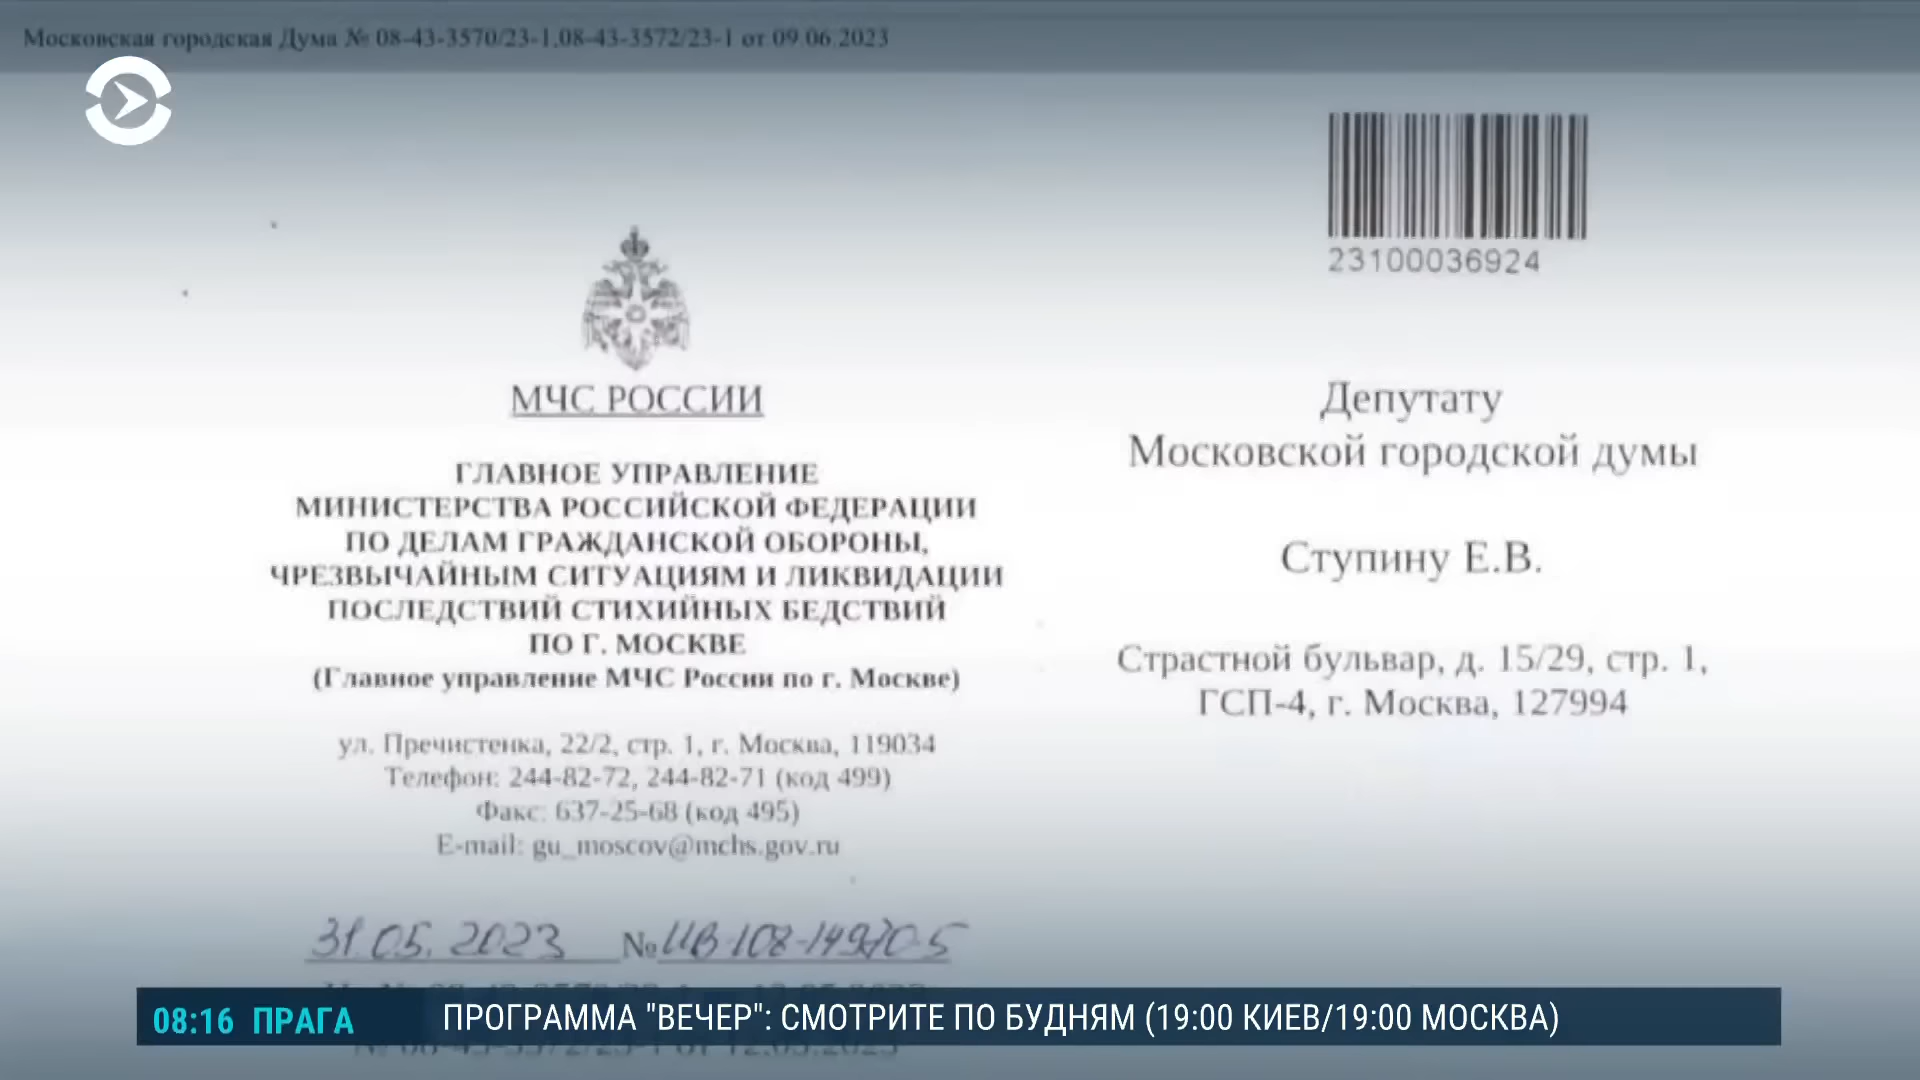 Московская городская Дума № 08-43-3570/23-1,08-43-3572/23-1 от 09.06.2023
23100036924
МЧС РОССИИ
ГЛАВНОЕ УПРАВЛЕНИЕ
МИНИСТЕРСТВА РОССИЙСКОЙ ФЕДЕРАЦИИ
ПО ДЕЛАМ ГРАЖДАНСКОЙ ОБОРОНЫ,
ЧРЕЗВЫЧАЙНЫМ СИТУАЦИЯМ И ЛИКВИДАЦИИ
ПОСЛЕДСТВИЙ СТИХИЙНЫХ БЕДСТВИЙ
ПО Г. МОСКВЕ
(Главное управление МЧС России по г. Москве)
ул. Пречистенка, 22/2, стр. 1, г. Москва, 119034
Телефон: 244-82-72, 244-82-71 (код 499)
Факс: 637-25-68 (код 495)
E-mail: gu_moscov@mchs.gov.ru
31.05.2023 №
Депутату
Московской городской думы
Ступину Е.В.
Страстной бульвар, д. 15/29, стр. 1,
ГСП-4, г. Москва, 127994
08:16 ПРАГА
ПРОГРАММА "ВЕЧЕР": СМОТРИТЕ ПО БУДНЯМ (19:00 КИЕВ/19:00 МОСКВА)